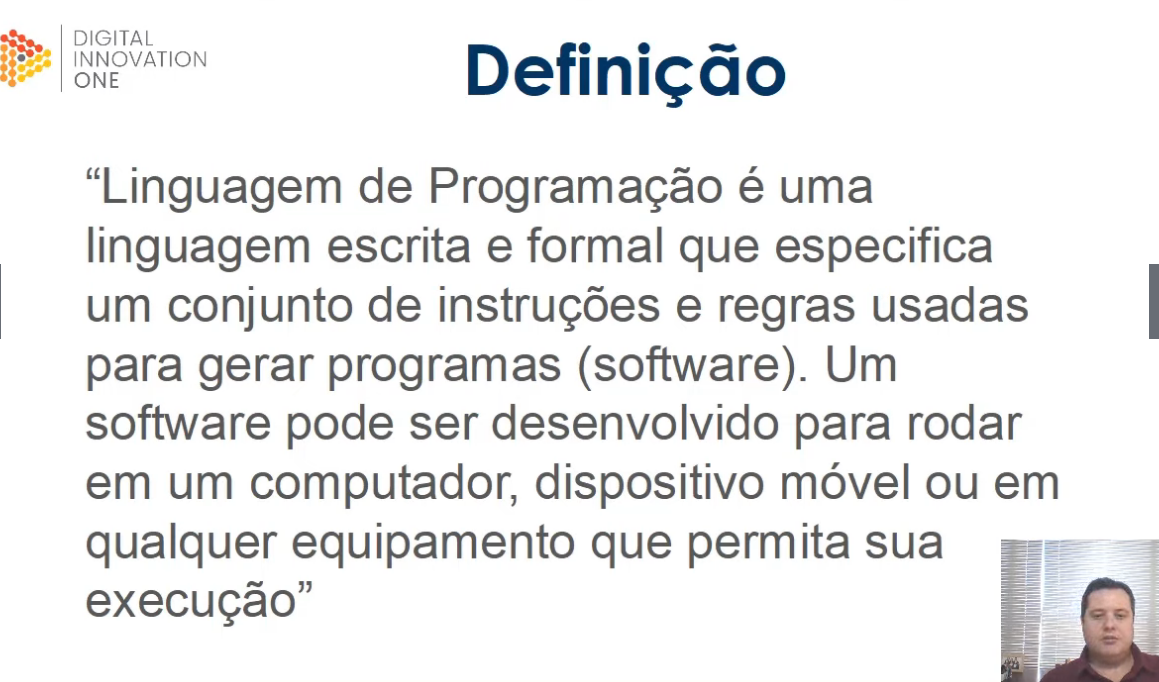 DIGITAL
INNOVATION
ONE
Definição
“Linguagem de Programação é uma
linguagem escrita e formal que especifica
um conjunto de instruções e regras usadas
para gerar programas (software). Um
software pode ser desenvolvido para rodar
em um computador, dispositivo móvel ou em
qualquer equipamento que permita sua
execução”